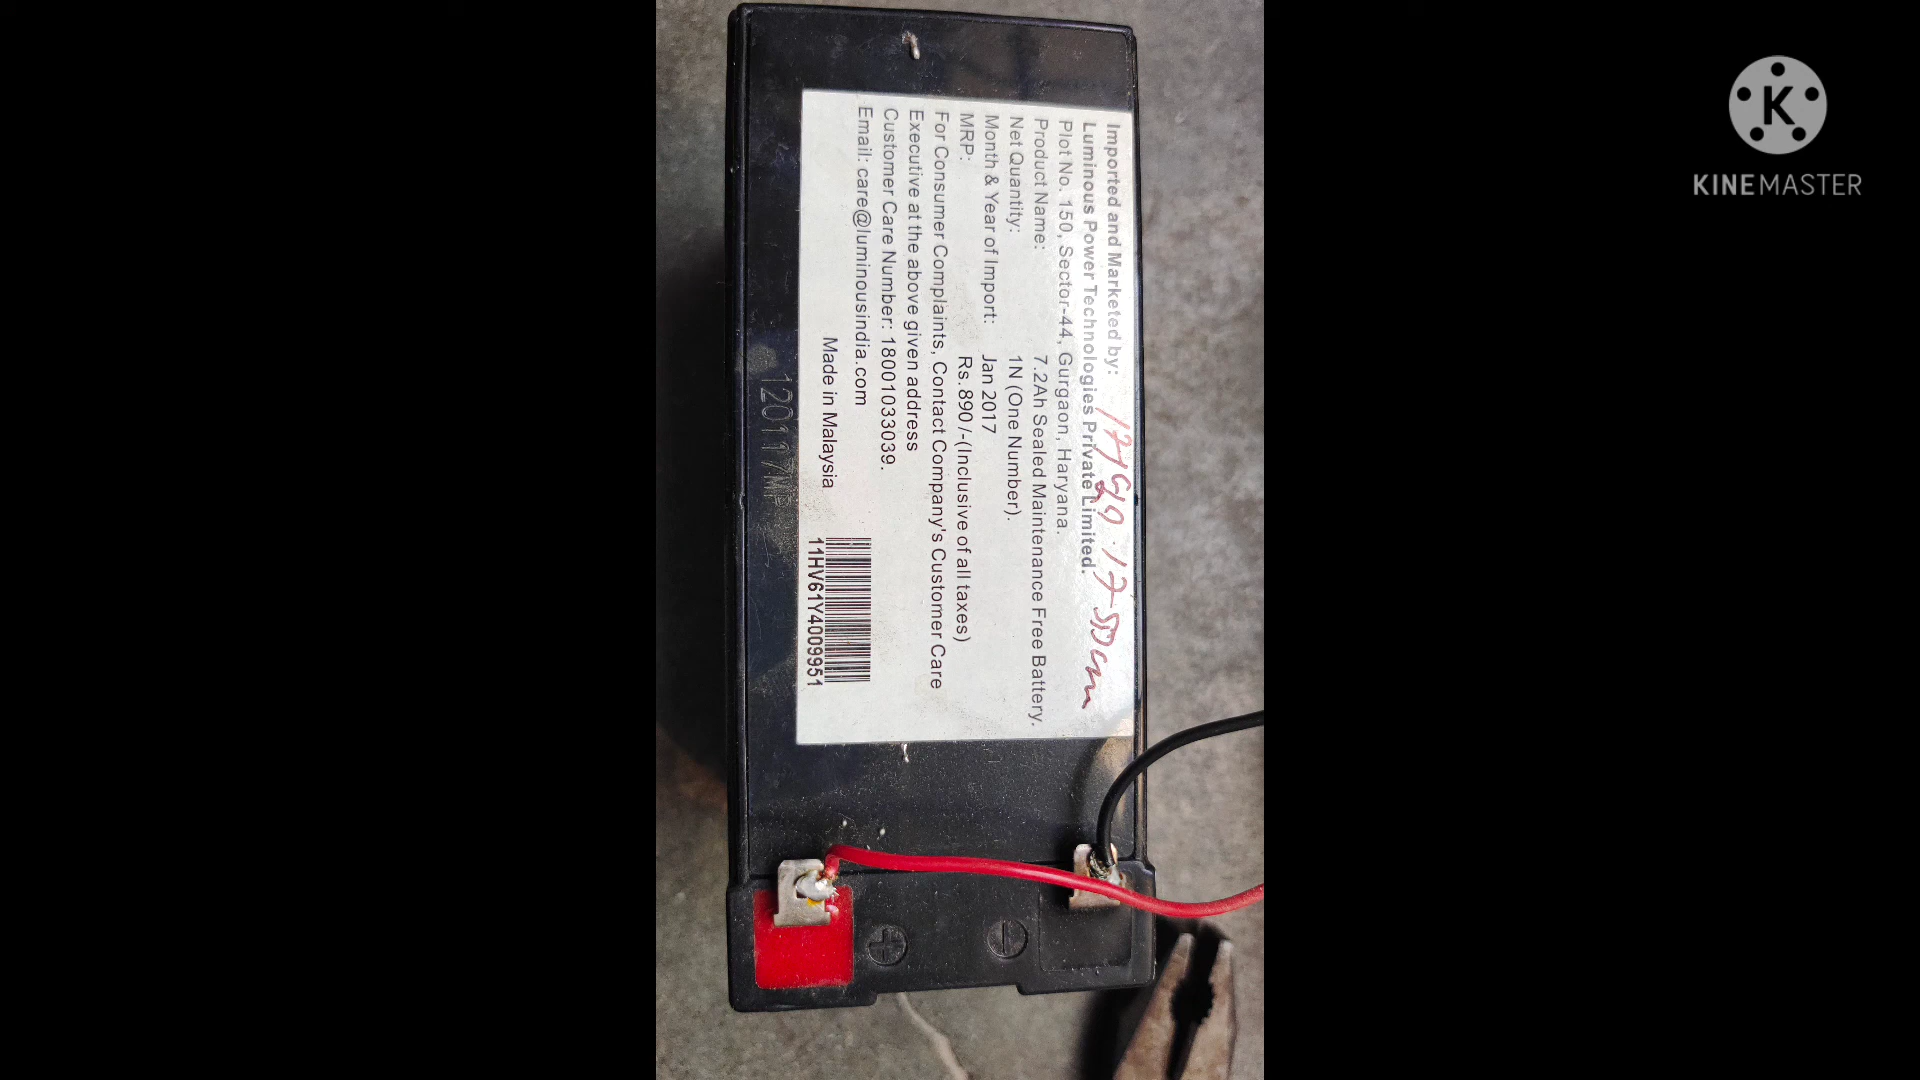 Imported and Marketed by:
Luminous Power Technologies Private Limited.
Plot No. 150, Sector-44, Gurgaon, Haryana.
Product Name: 7.2Ah Sealed Maintenance Free Battery.
Net Quantity: 1N (One Number).
Month & Year of Import: Jan 2017
MRP: Rs. 890/-(Inclusive of all taxes)
For Consumer Complaints, Contact Company's Customer Care
Executive at the above given address
Customer Care Number: 18001033039.
Email: care@luminousindia.com
Made in Malaysia
11HV61Y4009951
120117MP
+
−
K
KINEMASTER